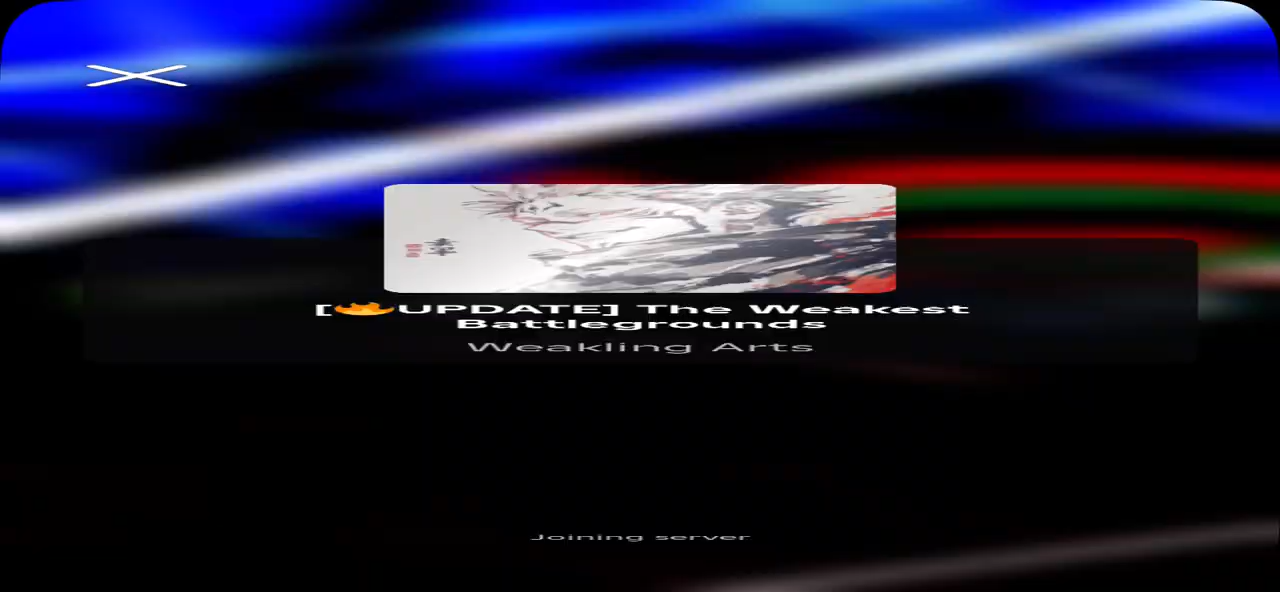 [🔥UPDATE] The Weakest
Battlegrounds
Weakling Arts
Joining server